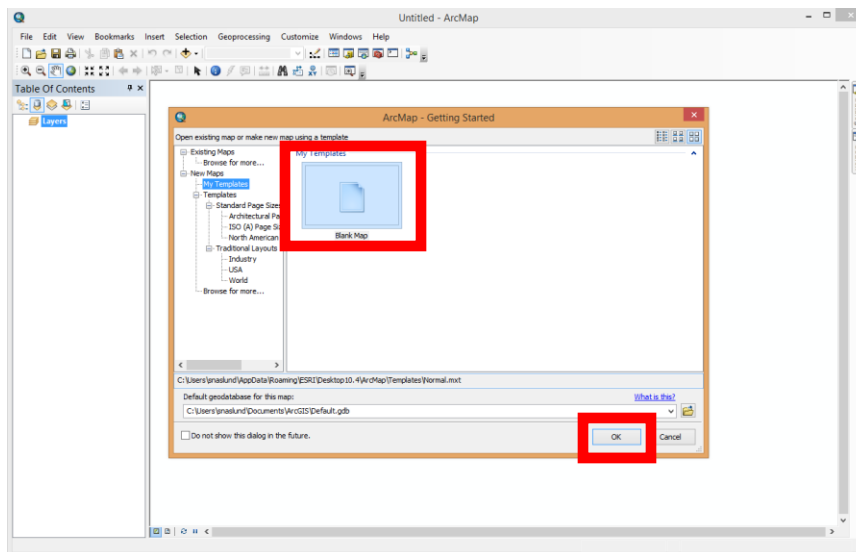 Untitled - ArcMap
File Edit View Bookmarks Insert Selection Geoprocessing Customize Windows Help
Table Of Contents
Layers
ArcMap - Getting Started
Open existing map or make new map using a template
Existing Maps
Browse for more...
New Maps
My Templates
Templates
Standard Page Sizes
Architectural Pa
ISO (A) Page Si
North American
Traditional Layouts
Industry
USA
World
Browse for more...
My Templates
Blank Map
C:\Users\pnaslund\AppData\Roaming\ESRI\Desktop10.4\ArcMap\Templates\Normal.mxt
Default geodatabase for this map:
What is this?
C:\Users\pnaslund\Documents\ArcGIS\Default.gdb
Do not show this dialog in the future.
OK
Cancel